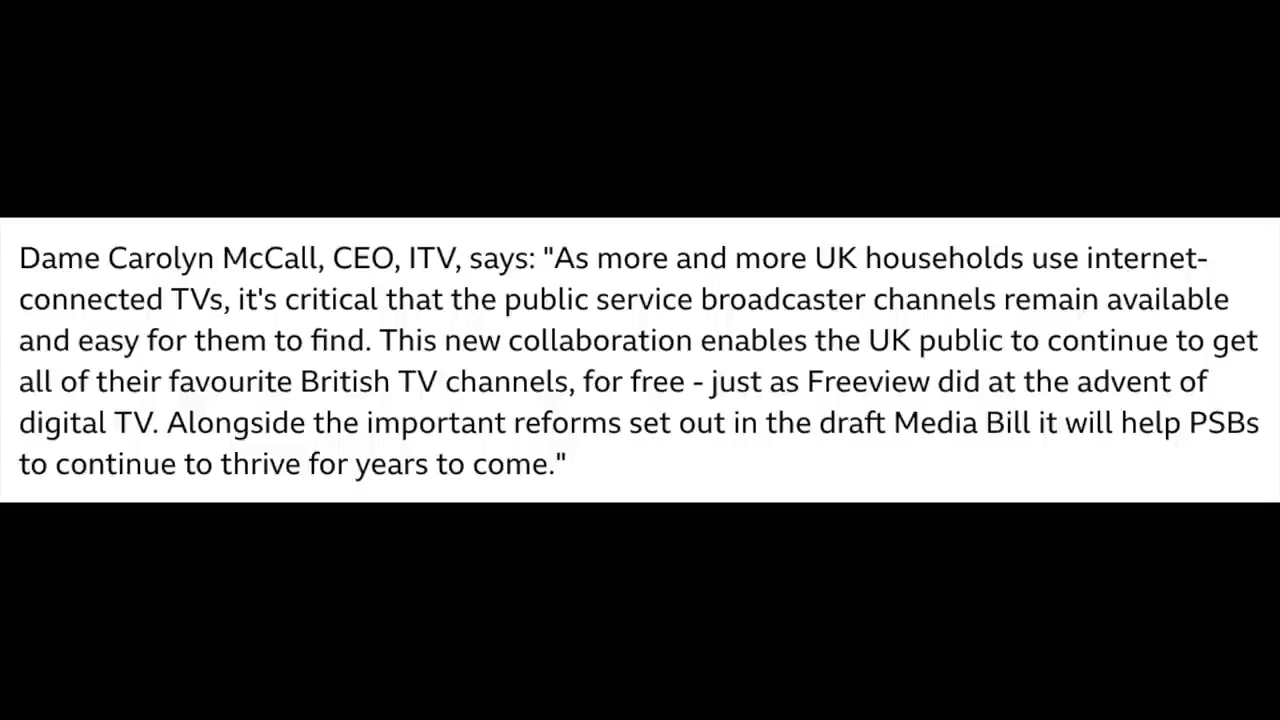 Dame Carolyn McCall, CEO, ITV, says: "As more and more UK households use internet-
connected TVs, it's critical that the public service broadcaster channels remain available
and easy for them to find. This new collaboration enables the UK public to continue to get
all of their favourite British TV channels, for free - just as Freeview did at the advent of
digital TV. Alongside the important reforms set out in the draft Media Bill it will help PSBs
to continue to thrive for years to come."